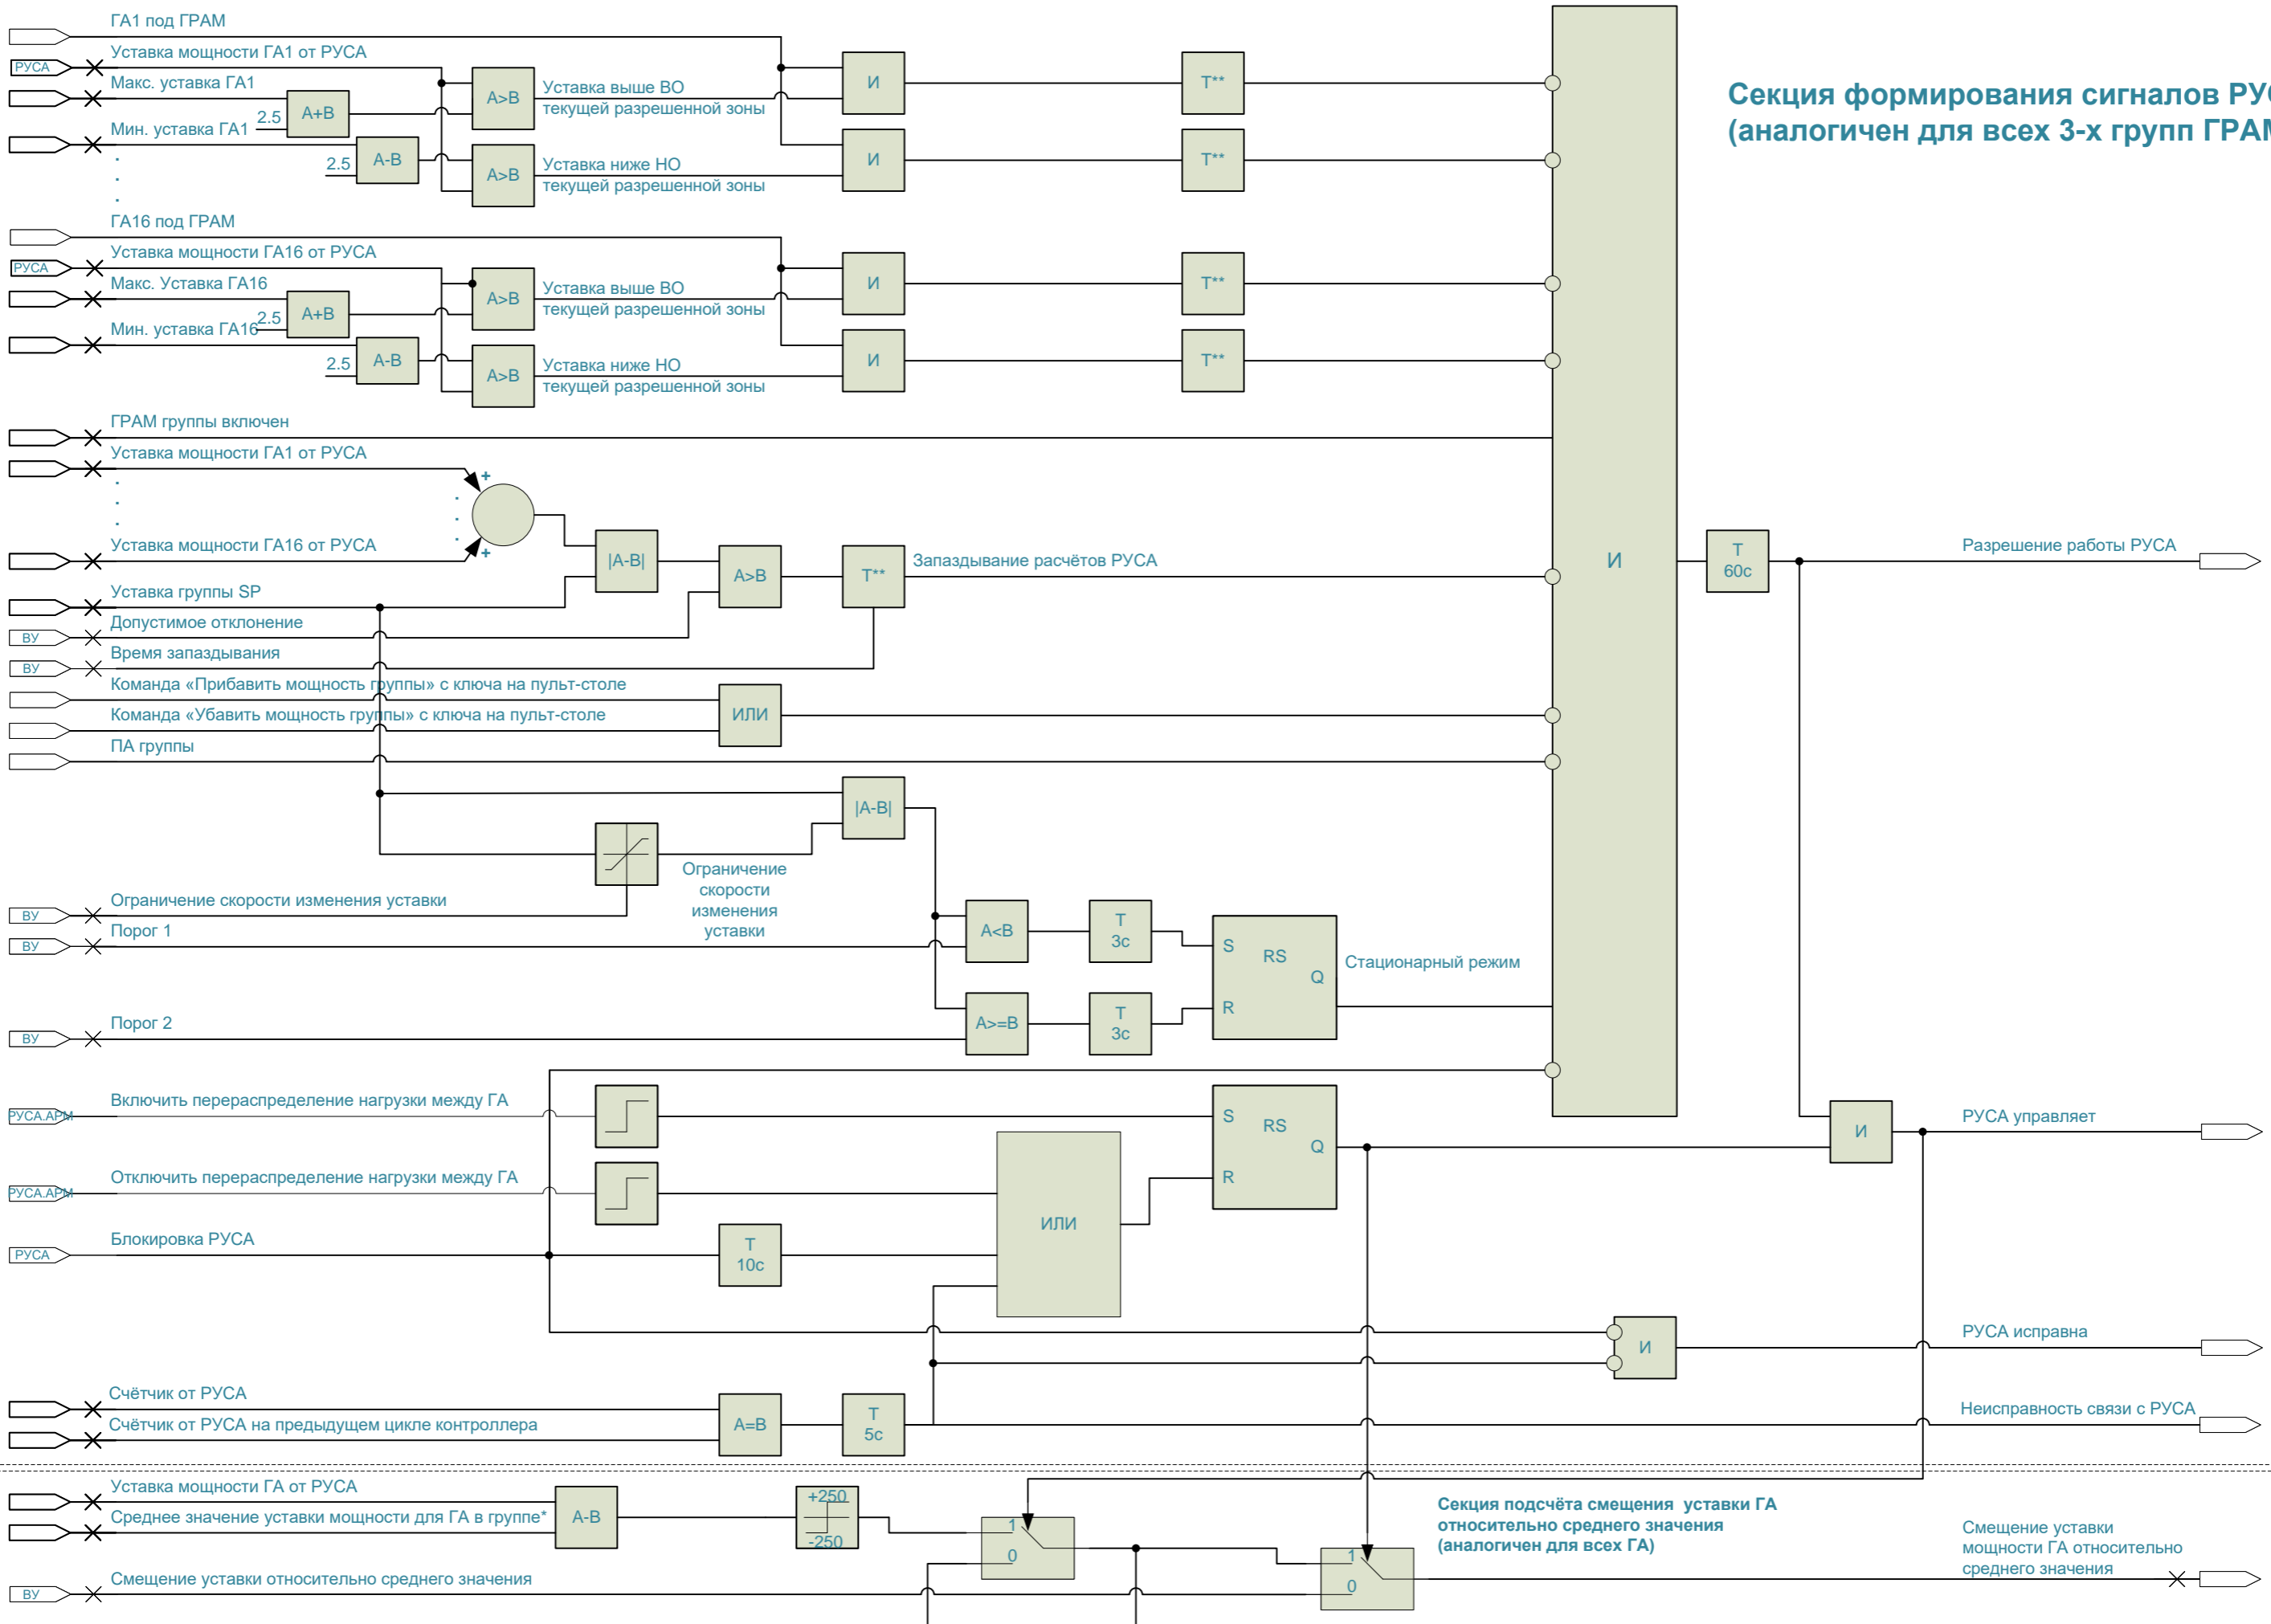 ГА1 под ГРАМ
РУСА
Уставка мощности ГА1 от РУСА
Макс. уставка ГА1
2.5
A+B
Мин. уставка ГА1
2.5
A-B
A>B
Уставка выше ВО
текущей разрешенной зоны
A>B
Уставка ниже НО
текущей разрешенной зоны
И
И
T**
T**
Секция формирования сигналов
(аналогичен для всех 3-х групп
ГА16 под ГРАМ
РУСА
Уставка мощности ГА16 от РУСА
Макс. Уставка ГА16
2.5
A+B
Мин. уставка ГА16
2.5
A-B
A>B
Уставка выше ВО
текущей разрешенной зоны
A>B
Уставка ниже НО
текущей разрешенной зоны
И
И
T**
T**
ГРАМ группы включен
Уставка мощности ГА1 от РУСА
+
Уставка мощности ГА16 от РУСА
+
|A-B|
A>B
T**
Запаздывание расчётов РУСА
И
T
60с
Разрешение работы РУСА
Уставка группы SP
ВУ
Допустимое отклонение
ВУ
Время запаздывания
Команда «Прибавить мощность группы» с ключа на пульт-столе
Команда «Убавить мощность группы» с ключа на пульт-столе
ИЛИ
ПА группы
|A-B|
Ограничение
скорости
изменения
уставки
ВУ
Ограничение скорости изменения уставки
ВУ
Порог 1
A<B
T
3с
S
RS
Q
R
Стационарный режим
ВУ
Порог 2
A>=B
T
3с
РУСА.АРМ
Включить перераспределение нагрузки между ГА
S
RS
Q
R
И
РУСА управляет
РУСА.АРМ
Отключить перераспределение нагрузки между ГА
ИЛИ
РУСА
Блокировка РУСА
T
10с
И
РУСА исправна
Счётчик от РУСА
Счётчик от РУСА на предыдущем цикле контроллера
A=B
T
5с
Неисправность связи с РУСА
Уставка мощности ГА от РУСА
Среднее значение уставки мощности для ГА в группе*
A-B
+250
-250
1
0
Секция подсчёта смещения уставки ГА
относительно среднего значения
(аналогичен для всех ГА)
1
0
Смещение уставки
мощности ГА относительно
среднего значения
ВУ
Смещение уставки относительно среднего значения